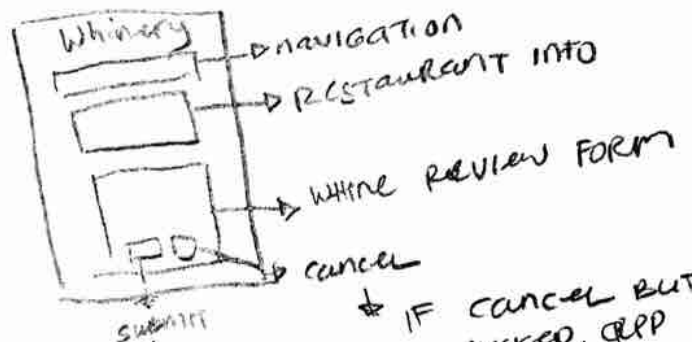 Whinery
NAVIGATION
RESTAURANT INFO
WHINE REVIEW FORM
cancel
SUBMIT
IF CANCEL BUT